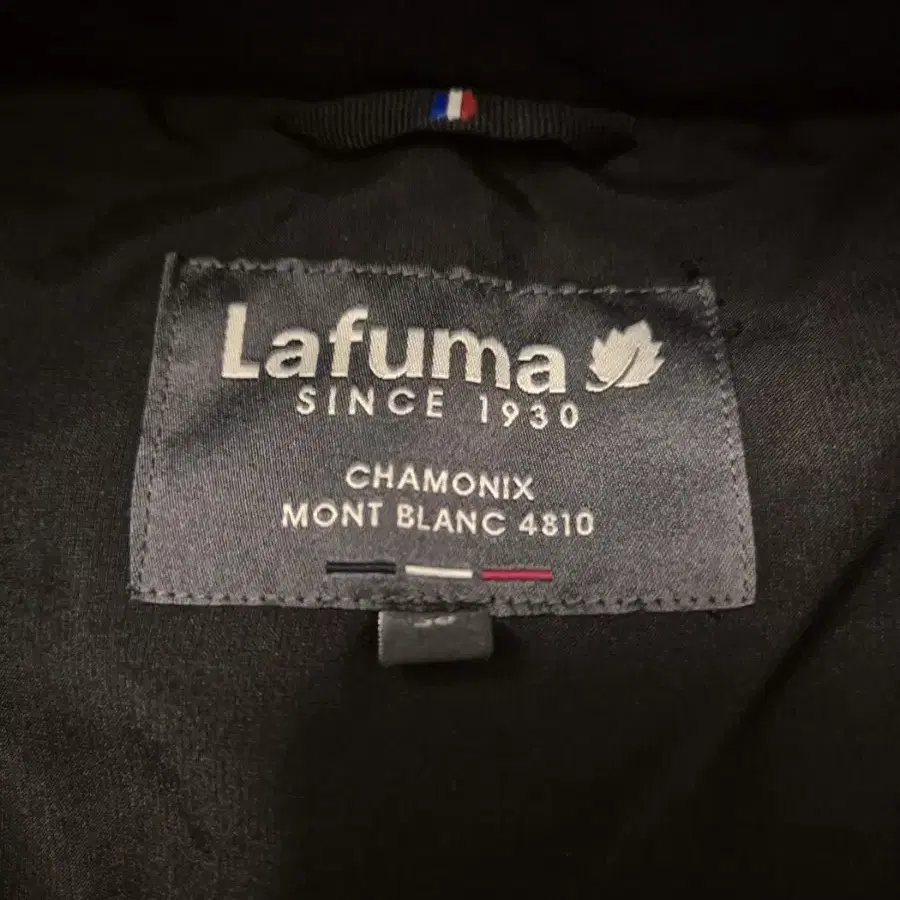 Lafuma
SINCE 1930
CHAMONIX
MONT BLANC 4810